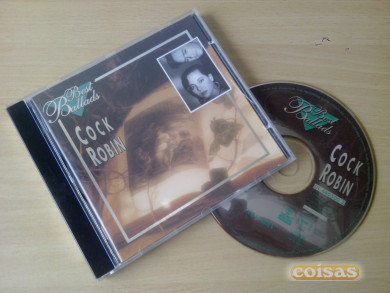 Best
Ballads
COCK
ROBIN
Best
Ballads
COCK
ROBIN
coisas